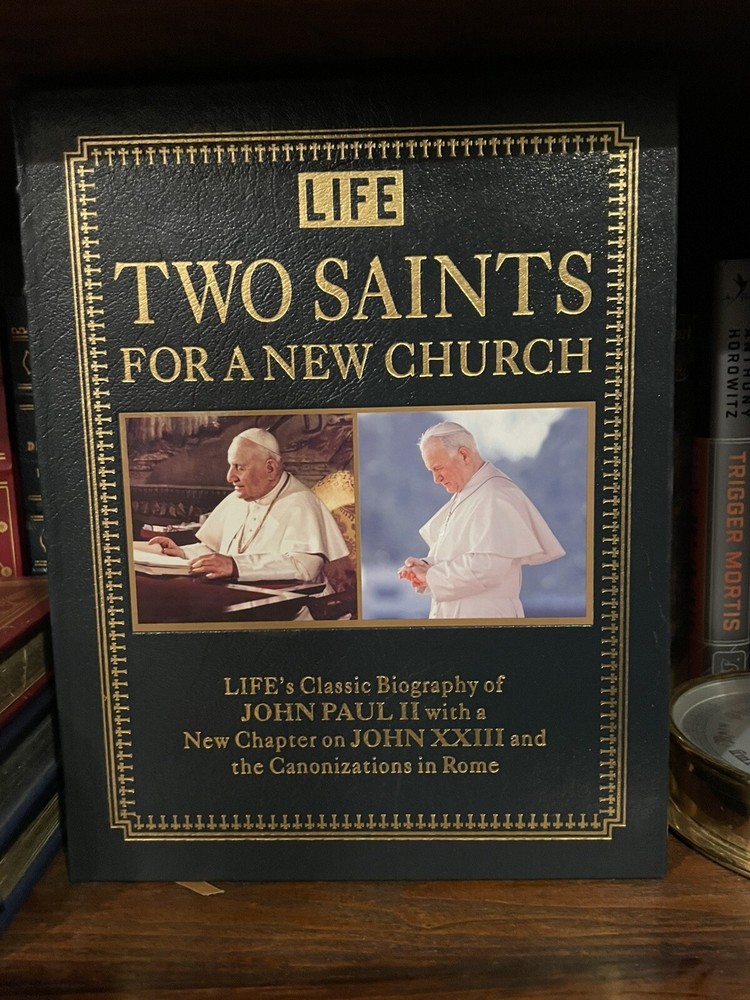 LIFE
TWO SAINTS
FOR A NEW CHURCH
LIFE's Classic Biography of
JOHN PAUL II with a
New Chapter on JOHN XXIII and
the Canonizations in Rome
HOROWITZ
TRIGGER MORTIS